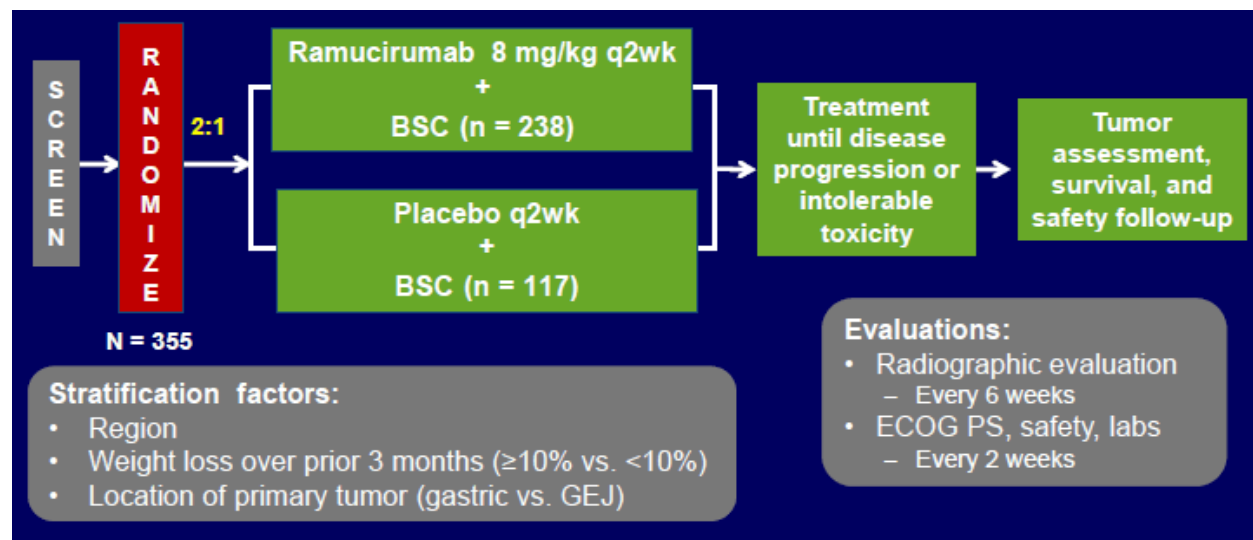 SCREEN
RANDOMIZE
N = 355
2:1
Ramucirumab 8 mg/kg q2wk
+
BSC (n = 238)
Placebo q2wk
+
BSC (n = 117)
Treatment
until disease
progression or
intolerable
toxicity
Tumor
assessment,
survival, and
safety follow-up
Stratification factors:
• Region
• Weight loss over prior 3 months (≥10% vs. <10%)
• Location of primary tumor (gastric vs. GEJ)
Evaluations:
• Radiographic evaluation
– Every 6 weeks
• ECOG PS, safety, labs
– Every 2 weeks